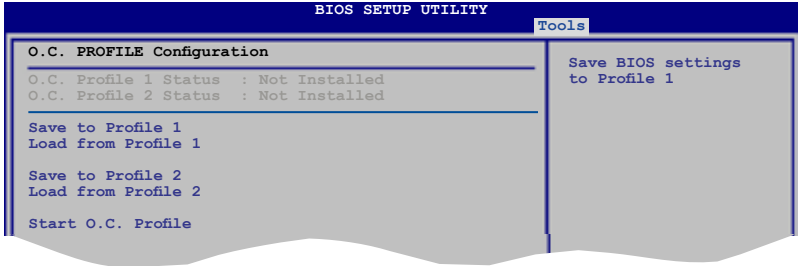 BIOS SETUP UTILITY
Tools
O.C. PROFILE Configuration
O.C. Profile 1 Status : Not Installed
O.C. Profile 2 Status : Not Installed
Save to Profile 1
Load from Profile 1
Save to Profile 2
Load from Profile 2
Start O.C. Profile
Save BIOS settings
to Profile 1